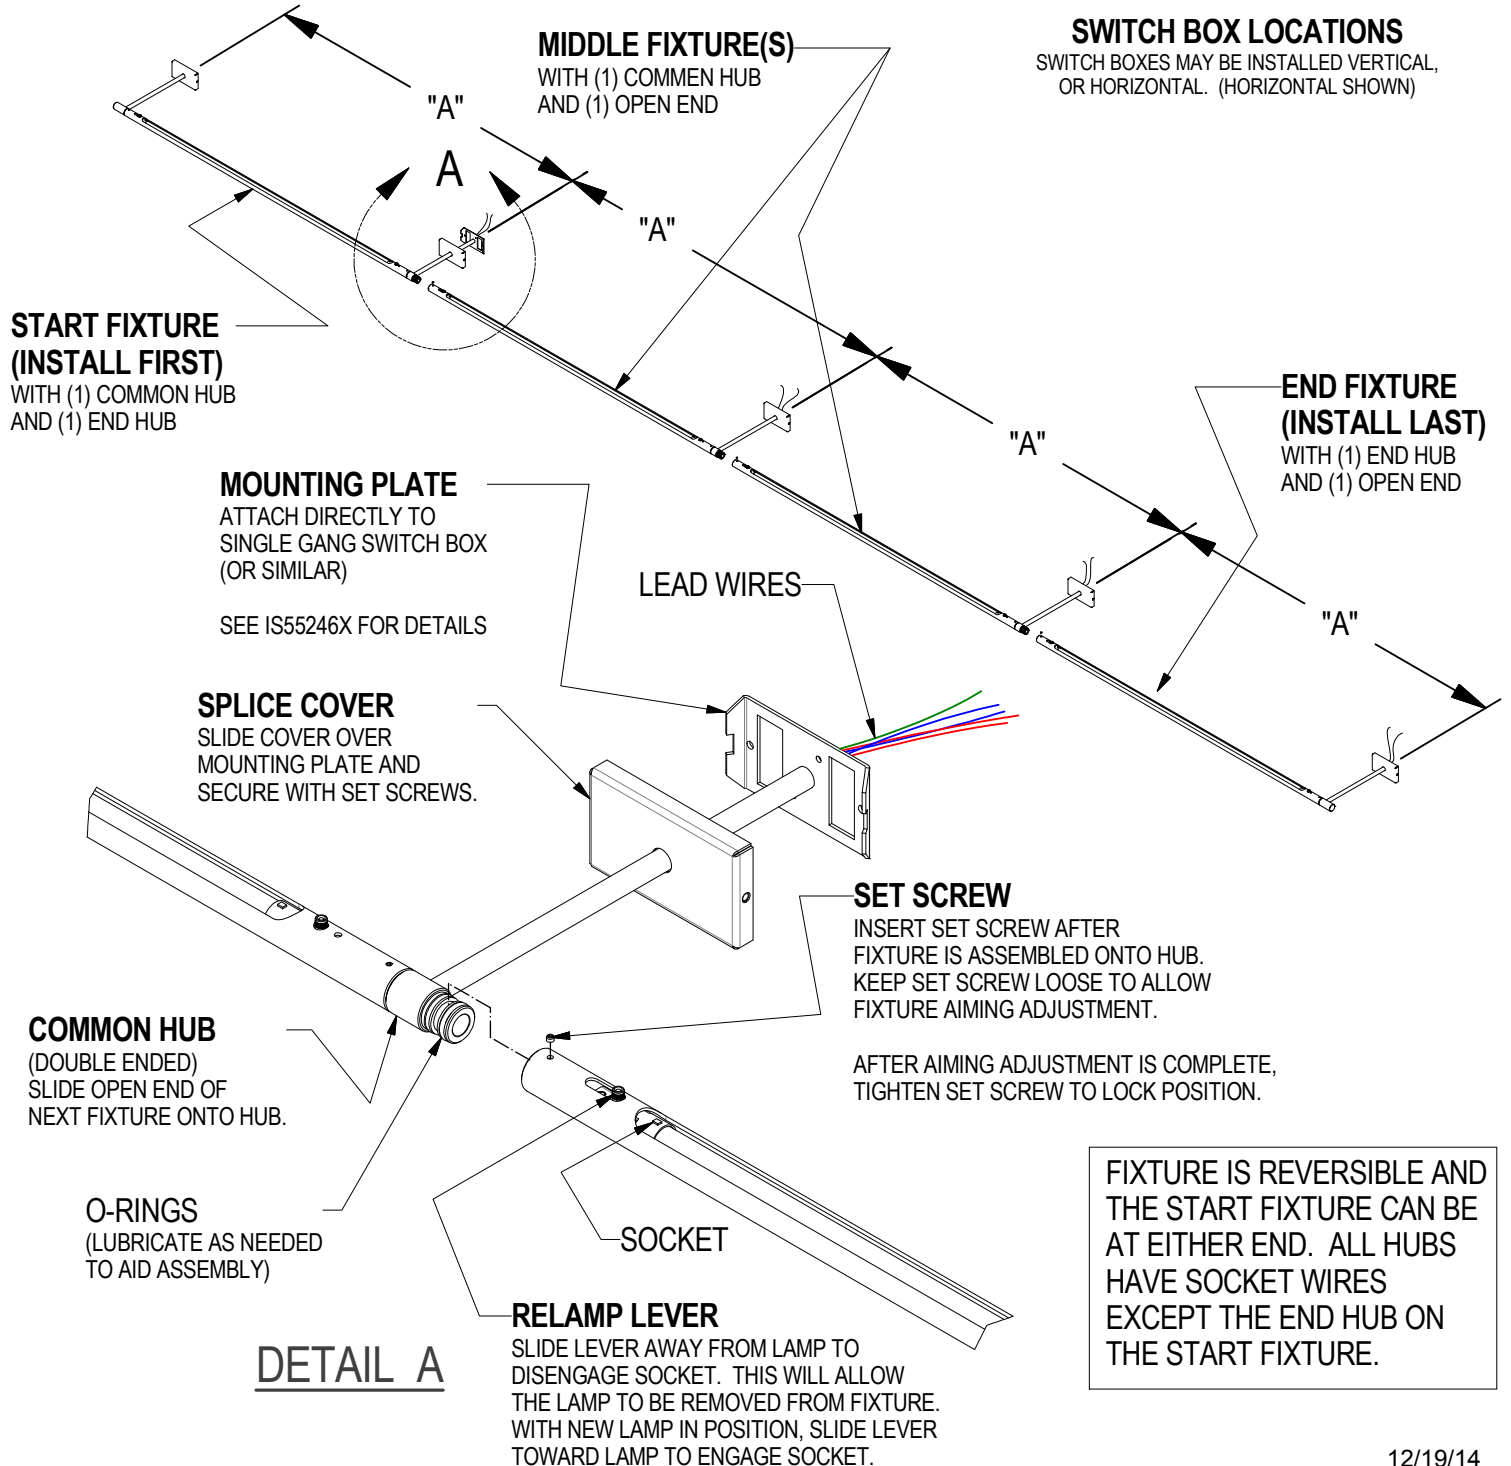 SWITCH BOX LOCATIONS
SWITCH BOXES MAY BE INSTALLED VERTICAL,
OR HORIZONTAL. (HORIZONTAL SHOWN)
MIDDLE FIXTURE(S)
WITH (1) COMMEN HUB
AND (1) OPEN END
"A"
A
"A"
START FIXTURE
(INSTALL FIRST)
WITH (1) COMMON HUB
AND (1) END HUB
"A"
END FIXTURE
(INSTALL LAST)
WITH (1) END HUB
AND (1) OPEN END
"A"
MOUNTING PLATE
ATTACH DIRECTLY TO
SINGLE GANG SWITCH BOX
(OR SIMILAR)
SEE IS55246X FOR DETAILS
LEAD WIRES
SPLICE COVER
SLIDE COVER OVER
MOUNTING PLATE AND
SECURE WITH SET SCREWS.
SET SCREW
INSERT SET SCREW AFTER
FIXTURE IS ASSEMBLED ONTO HUB.
KEEP SET SCREW LOOSE TO ALLOW
FIXTURE AIMING ADJUSTMENT.
AFTER AIMING ADJUSTMENT IS COMPLETE,
TIGHTEN SET SCREW TO LOCK POSITION.
COMMON HUB
(DOUBLE ENDED)
SLIDE OPEN END OF
NEXT FIXTURE ONTO HUB.
O-RINGS
(LUBRICATE AS NEEDED
TO AID ASSEMBLY)
SOCKET
RELAMP LEVER
SLIDE LEVER AWAY FROM LAMP TO
DISENGAGE SOCKET. THIS WILL ALLOW
THE LAMP TO BE REMOVED FROM FIXTURE.
WITH NEW LAMP IN POSITION, SLIDE LEVER
TOWARD LAMP TO ENGAGE SOCKET.
DETAIL A
FIXTURE IS REVERSIBLE AND
THE START FIXTURE CAN BE
AT EITHER END. ALL HUBS
HAVE SOCKET WIRES
EXCEPT THE END HUB ON
THE START FIXTURE.
12/19/14